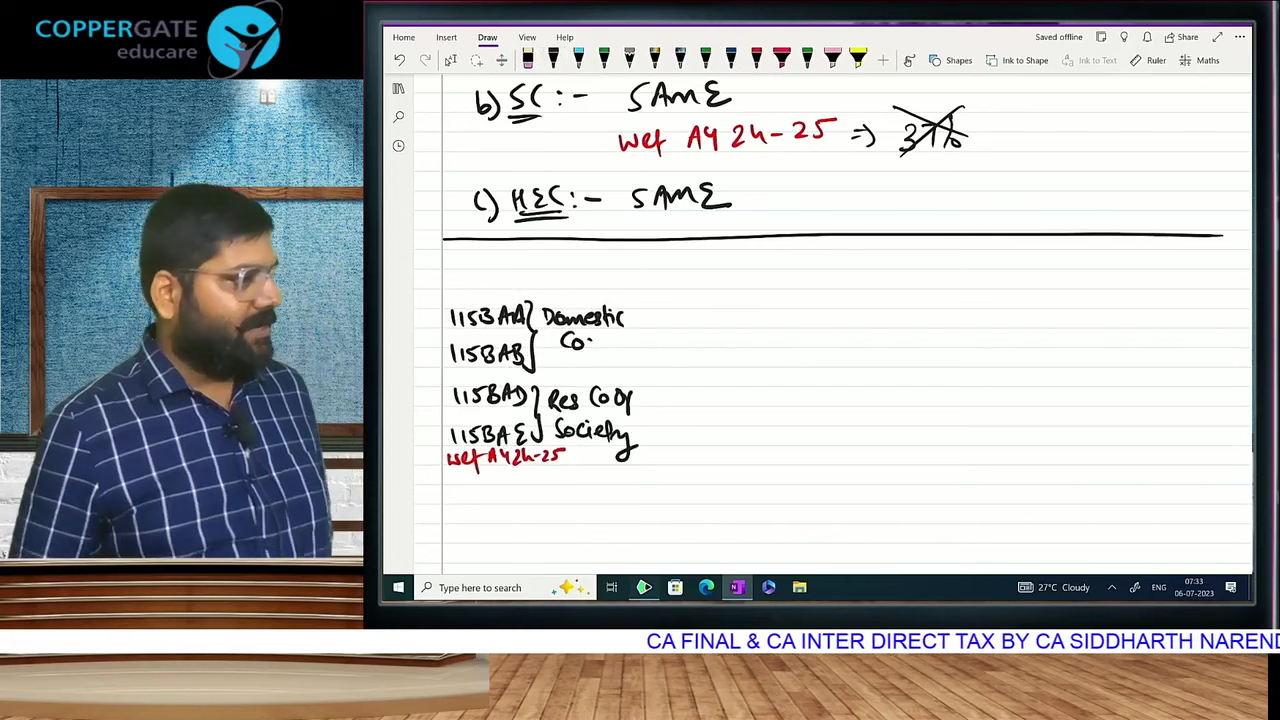 COPPERGATE
educare
Home Insert Draw View Help
Saved offline
Share
Shapes
Ink to Shape
Ink to Text
Ruler
Maths
b) SC :- SAME
wef AY 24-25 => 37%
c) HEC :- SAME
115BAA } Domestic
115BAB Co.
115BAD } Res CoOp
115BAE Society
wef AY 24-25
Type here to search
27°C Cloudy
ENG
07:33
06-07-2023
CA FINAL & CA INTER DIRECT TAX BY CA SIDDHARTH NAREND